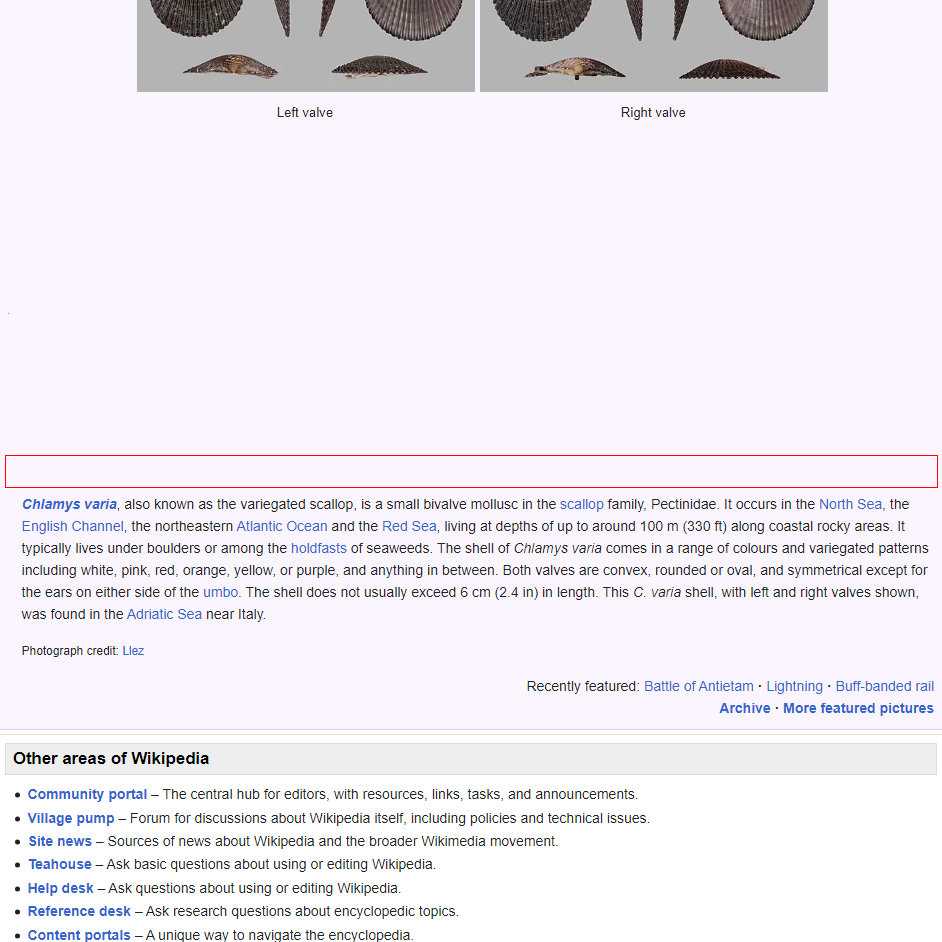 Left valve
Right valve
Chlamys varia, also known as the variegated scallop, is a small bivalve mollusc in the scallop family, Pectinidae. It occurs in the North Sea, the
English Channel, the northeastern Atlantic Ocean and the Red Sea, living at depths of up to around 100 m (330 ft) along coastal rocky areas. It
typically lives under boulders or among the holdfasts of seaweeds. The shell of Chlamys varia comes in a range of colours and variegated patterns
including white, pink, red, orange, yellow, or purple, and anything in between. Both valves are convex, rounded or oval, and symmetrical except for
the ears on either side of the umbo. The shell does not usually exceed 6 cm (2.4 in) in length. This C. varia shell, with left and right valves shown,
was found in the Adriatic Sea near Italy.
Photograph credit: Llez
Recently featured: Battle of Antietam · Lightning · Buff-banded rail
Archive · More featured pictures
Other areas of Wikipedia
• Community portal – The central hub for editors, with resources, links, tasks, and announcements.
• Village pump – Forum for discussions about Wikipedia itself, including policies and technical issues.
• Site news – Sources of news about Wikipedia and the broader Wikimedia movement.
• Teahouse – Ask basic questions about using or editing Wikipedia.
• Help desk – Ask questions about using or editing Wikipedia.
• Reference desk – Ask research questions about encyclopedic topics.
• Content portals – A unique way to navigate the encyclopedia.